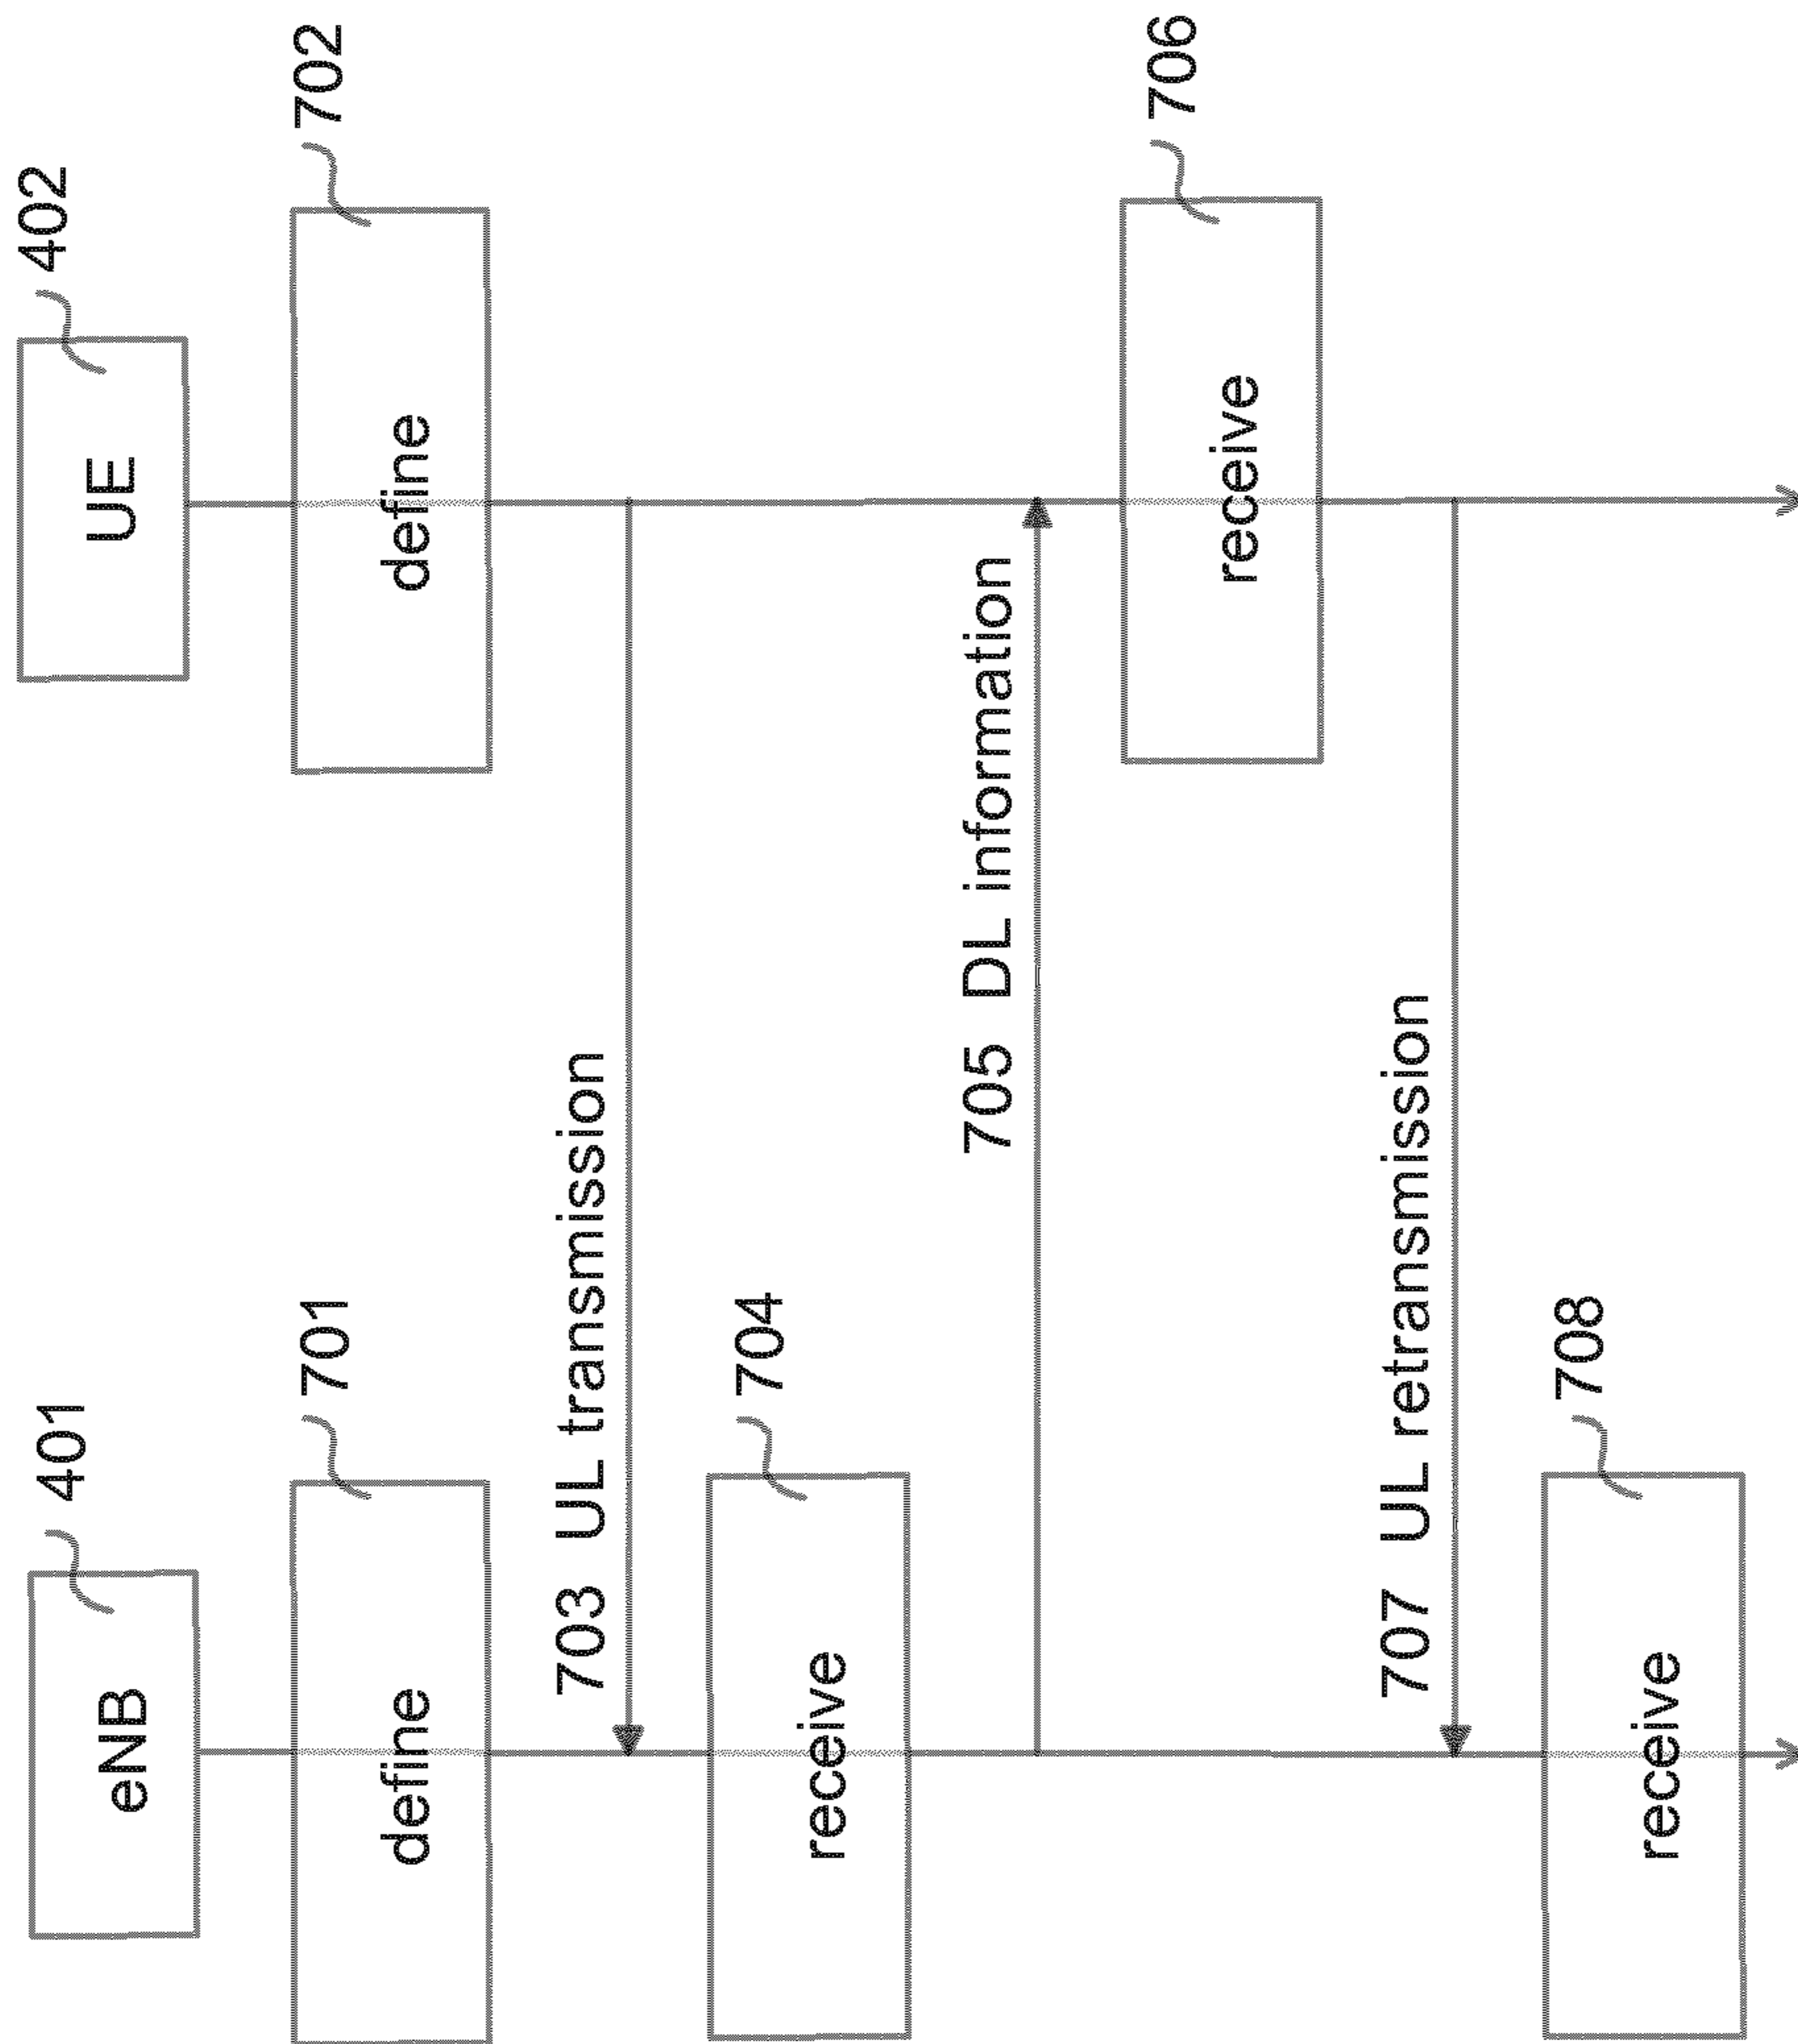 eNB
401
UE
402
define
701
define
702
703 UL transmission
receive
704
705 DL information
receive
706
707 UL retransmission
receive
708